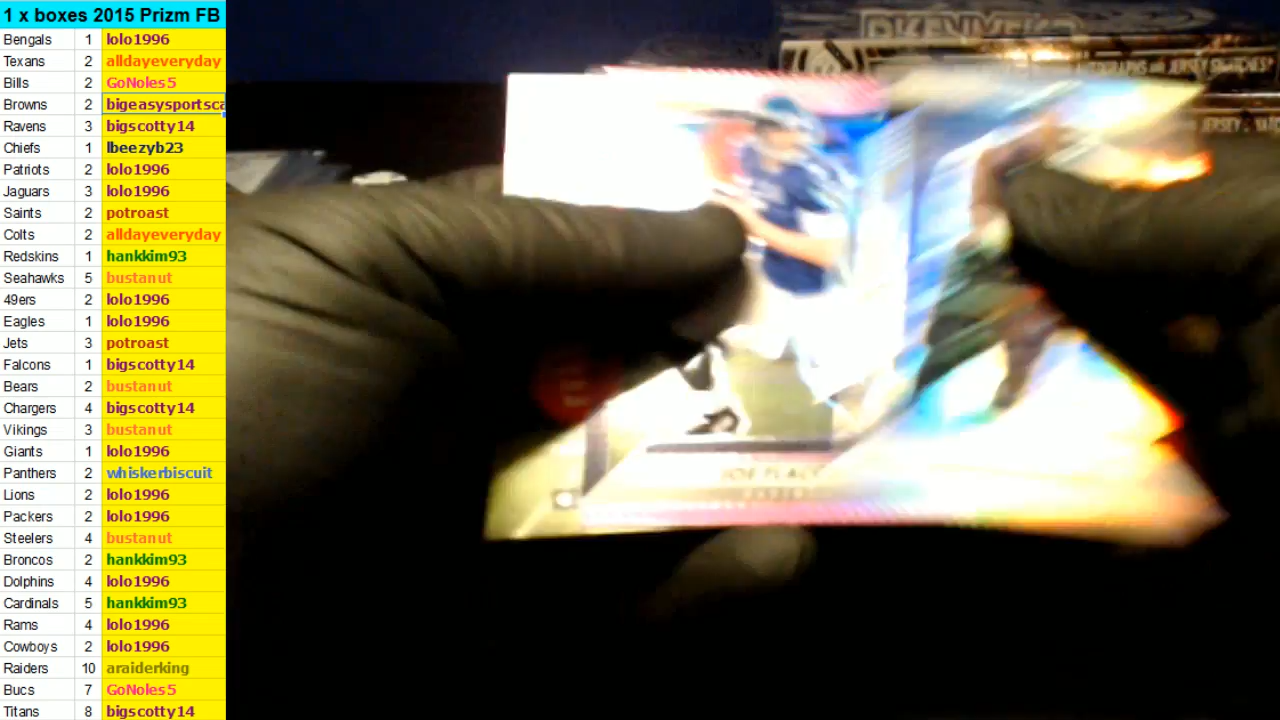 1 x boxes 2015 Prizm FB
Bengals 1 lolo1996
Texans 2 alldayeveryday
Bills 2 GoNoles5
Browns 2 bigeasysportsca
Ravens 3 bigscotty14
Chiefs 1 lbeezyb23
Patriots 2 lolo1996
Jaguars 3 lolo1996
Saints 2 potroast
Colts 2 alldayeveryday
Redskins 1 hankkim93
Seahawks 5 bustanut
49ers 2 lolo1996
Eagles 1 lolo1996
Jets 3 potroast
Falcons 1 bigscotty14
Bears 2 bustanut
Chargers 4 bigscotty14
Vikings 3 bustanut
Giants 1 lolo1996
Panthers 2 whiskerbiscuit
Lions 2 lolo1996
Packers 2 lolo1996
Steelers 4 bustanut
Broncos 2 hankkim93
Dolphins 4 lolo1996
Cardinals 5 hankkim93
Rams 4 lolo1996
Cowboys 2 lolo1996
Raiders 10 araiderking
Bucs 7 GoNoles5
Titans 8 bigscotty14
JOE FLACCO